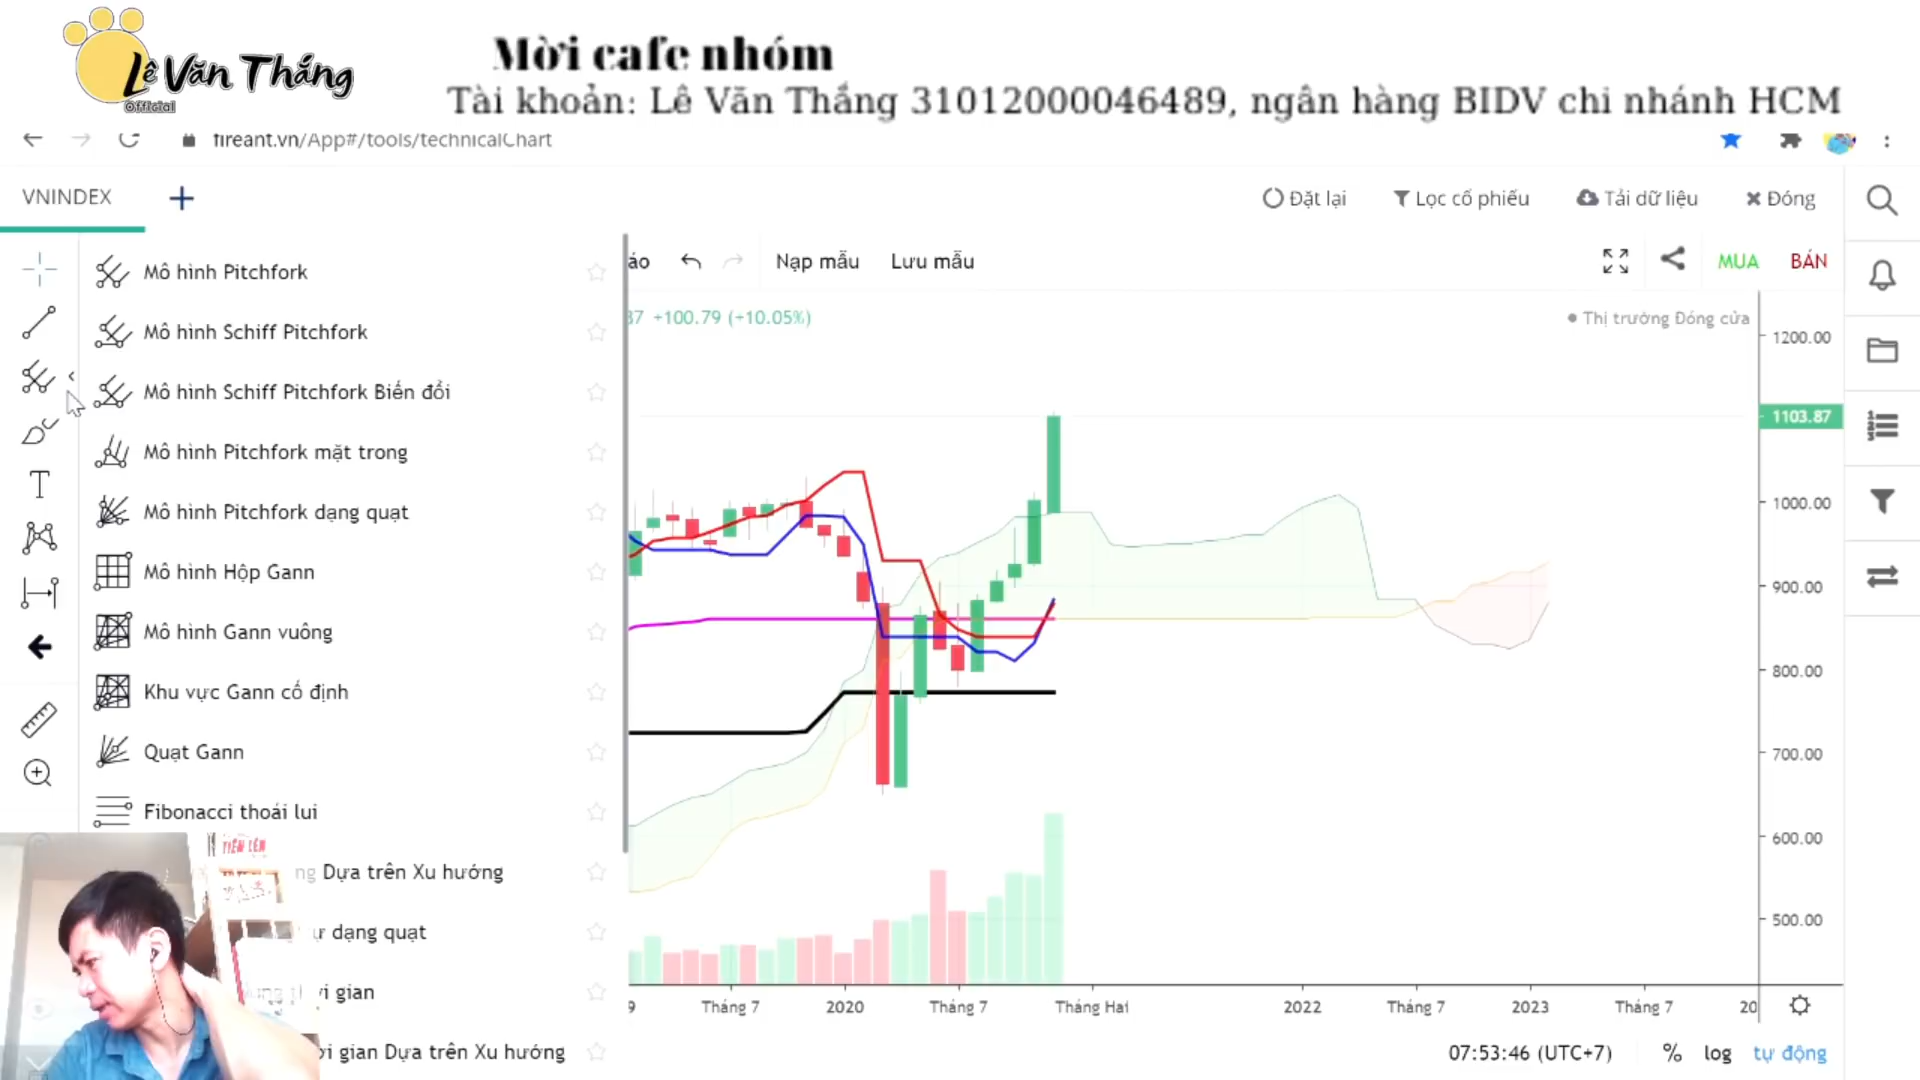 Lê Văn Thắng
Official
Mời cafe nhóm
Tài khoản: Lê Văn Thắng 31012000046489, ngân hàng BIDV chi nhánh HCM
fireant.vn/App#/tools/technicalChart
VNINDEX
Đặt lại
Lọc cổ phiếu
Tải dữ liệu
Đóng
Mô hình Pitchfork
Mô hình Schiff Pitchfork
Mô hình Schiff Pitchfork Biến đổi
Mô hình Pitchfork mặt trong
Mô hình Pitchfork dạng quạt
Mô hình Hộp Gann
Mô hình Gann vuông
Khu vực Gann cố định
Quạt Gann
Fibonacci thoái lui
ng Dựa trên Xu hướng
dạng quạt
gian
gian Dựa trên Xu hướng
TIẾN LÊN
áo
Nạp mẫu
Lưu mẫu
MUA
BÁN
37 +100.79 (+10.05%)
Thị trường Đóng cửa
1200.00
1103.87
1000.00
900.00
800.00
700.00
600.00
500.00
9
Tháng 7
2020
Tháng 7
Tháng Hai
2022
Tháng 7
2023
Tháng 7
20
07:53:46 (UTC+7)
%
log
tự động